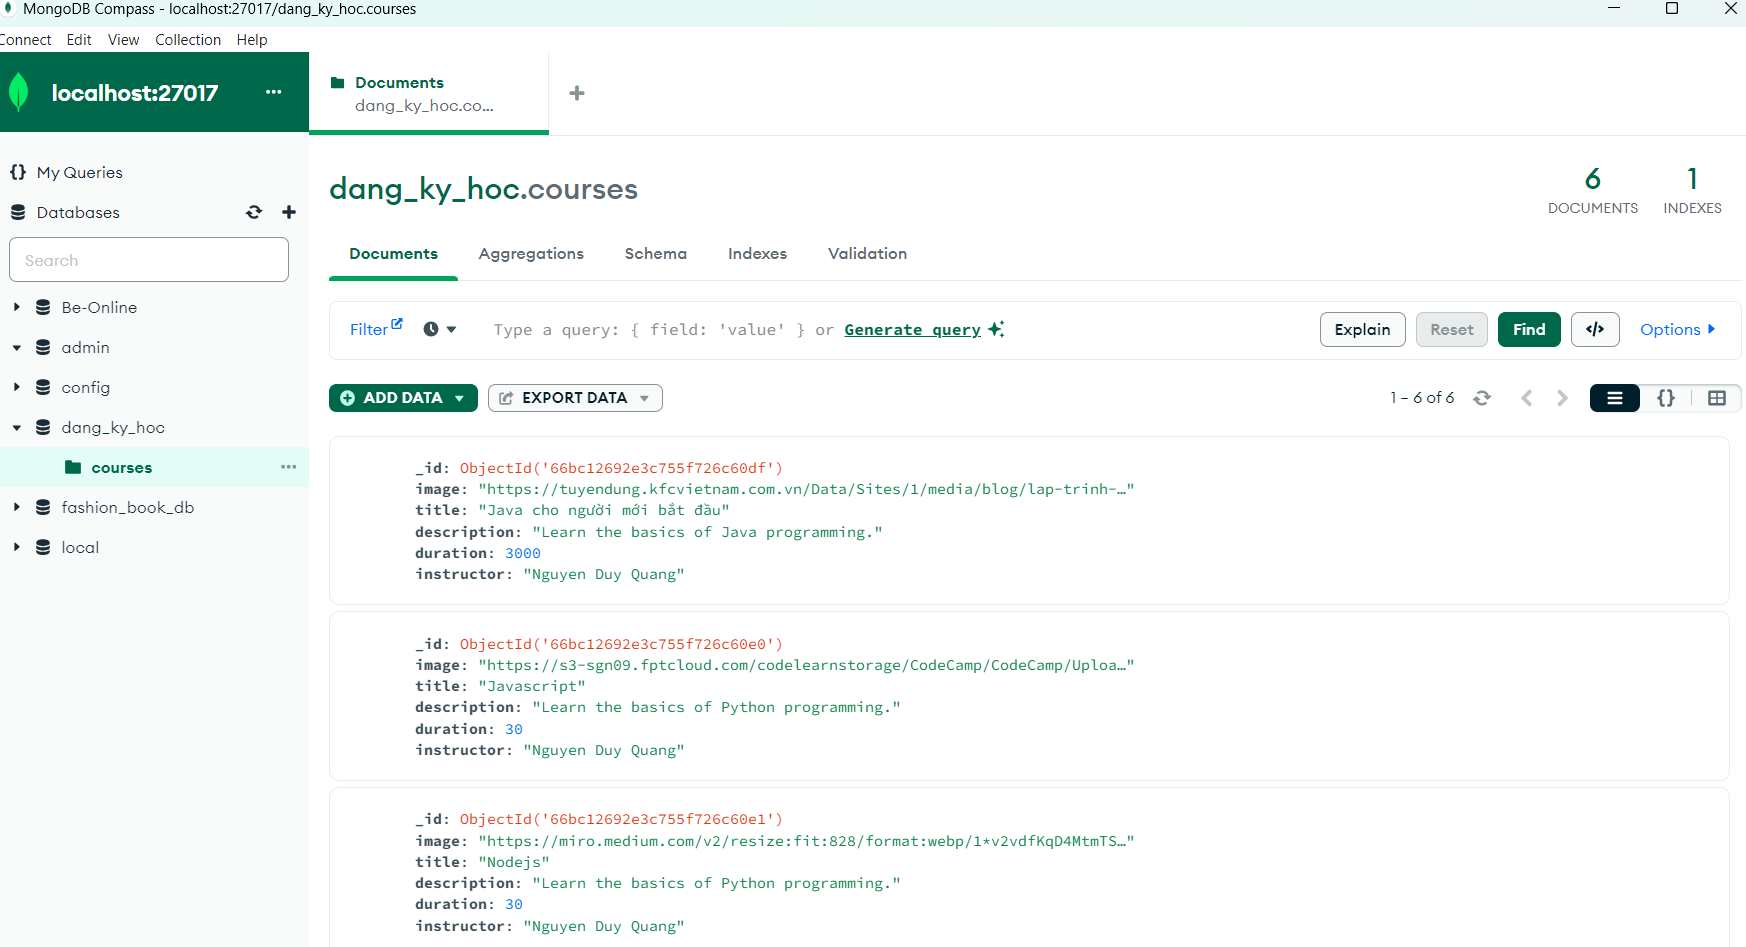 MongoDB Compass - localhost:27017/dang_ky_hoc.courses
Connect Edit View Collection Help
localhost:27017 ...
Documents
dang_ky_hoc.co...
My Queries
Databases
Search
Be-Online
admin
config
dang_ky_hoc
courses
fashion_book_db
local
dang_ky_hoc.courses
6
DOCUMENTS
1
INDEXES
Documents Aggregations Schema Indexes Validation
Filter Type a query: { field: 'value' } or Generate query Explain Reset Find </> Options
ADD DATA EXPORT DATA 1 – 6 of 6 {}
_id: ObjectId('66bc12692e3c755f726c60df')
image: "https://tuyendung.kfcvietnam.com.vn/Data/Sites/1/media/blog/lap-trinh-…"
title: "Java cho người mới bắt đầu"
description: "Learn the basics of Java programming."
duration: 3000
instructor: "Nguyen Duy Quang"
_id: ObjectId('66bc12692e3c755f726c60e0')
image: "https://s3-sgn09.fptcloud.com/codelearnstorage/CodeCamp/CodeCamp/Uploa…"
title: "Javascript"
description: "Learn the basics of Python programming."
duration: 30
instructor: "Nguyen Duy Quang"
_id: ObjectId('66bc12692e3c755f726c60e1')
image: "https://miro.medium.com/v2/resize:fit:828/format:webp/1*v2vdfKqD4MtmTS…"
title: "Nodejs"
description: "Learn the basics of Python programming."
duration: 30
instructor: "Nguyen Duy Quang"